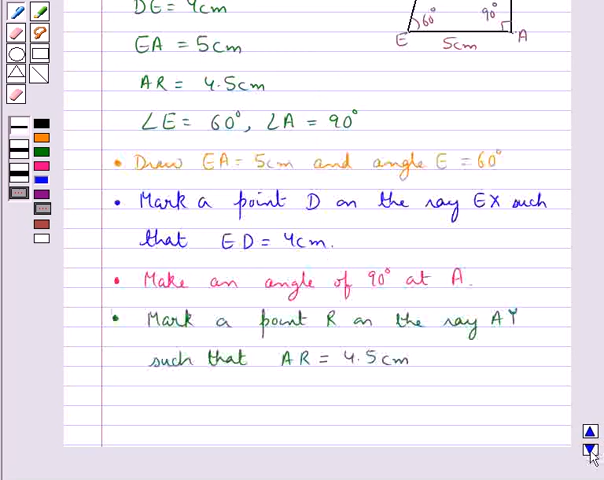 DE = 4cm
EA = 5cm
AR = 4.5cm
∠E = 60°, ∠A = 90°
• Draw EA = 5cm and angle E = 60°
• Mark a point D on the ray EX such
that ED = 4cm.
• Make an angle of 90° at A.
• Mark a point R on the ray AY
such that AR = 4.5cm
60° 90°
E 5cm A